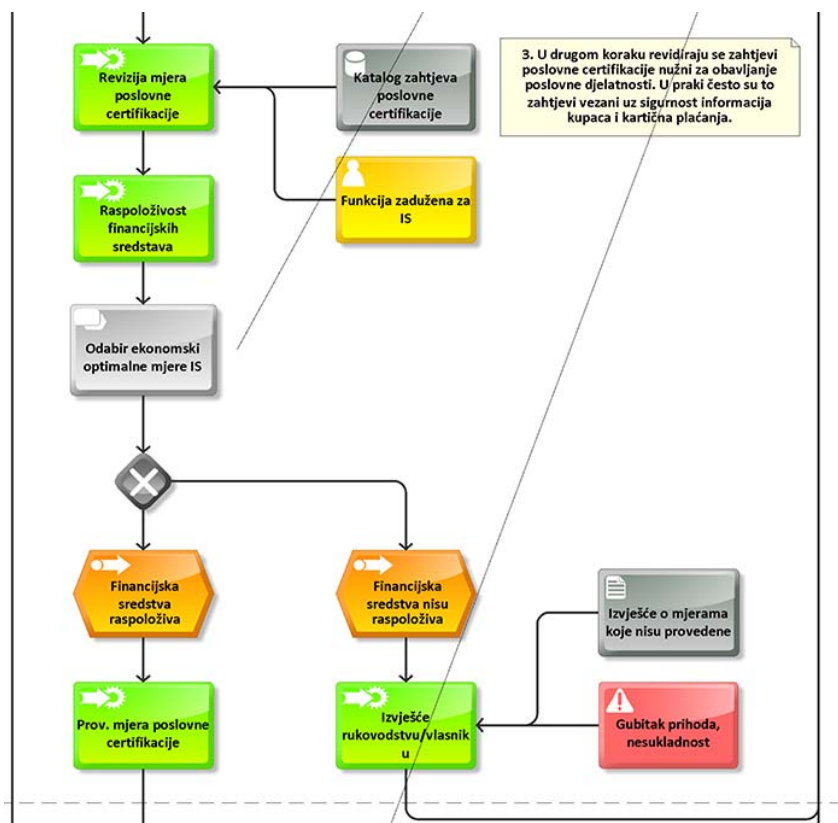 Revizija mjera
poslovne
certifikacije
Katalog zahtjeva
poslovne
certifikacije
3. U drugom koraku revidiraju se zahtjevi
poslovne certifikacije nužni za obavljanje
poslovne djelatnosti. U praki često su to
zahtjevi vezani uz sigurnost informacija
kupaca i kartična plaćanja.
Raspoloživost
financijskih
sredstava
Funkcija zadužena za
IS
Odabir ekonomski
optimalne mjere IS
Financijska
sredstva
raspoloživa
Financijska
sredstva nisu
raspoloživa
Izvješće o mjerama
koje nisu provedene
Prov. mjera poslovne
certifikacije
Izvješće
rukovodstvu/vlasnik
u
Gubitak prihoda,
nesukladnost